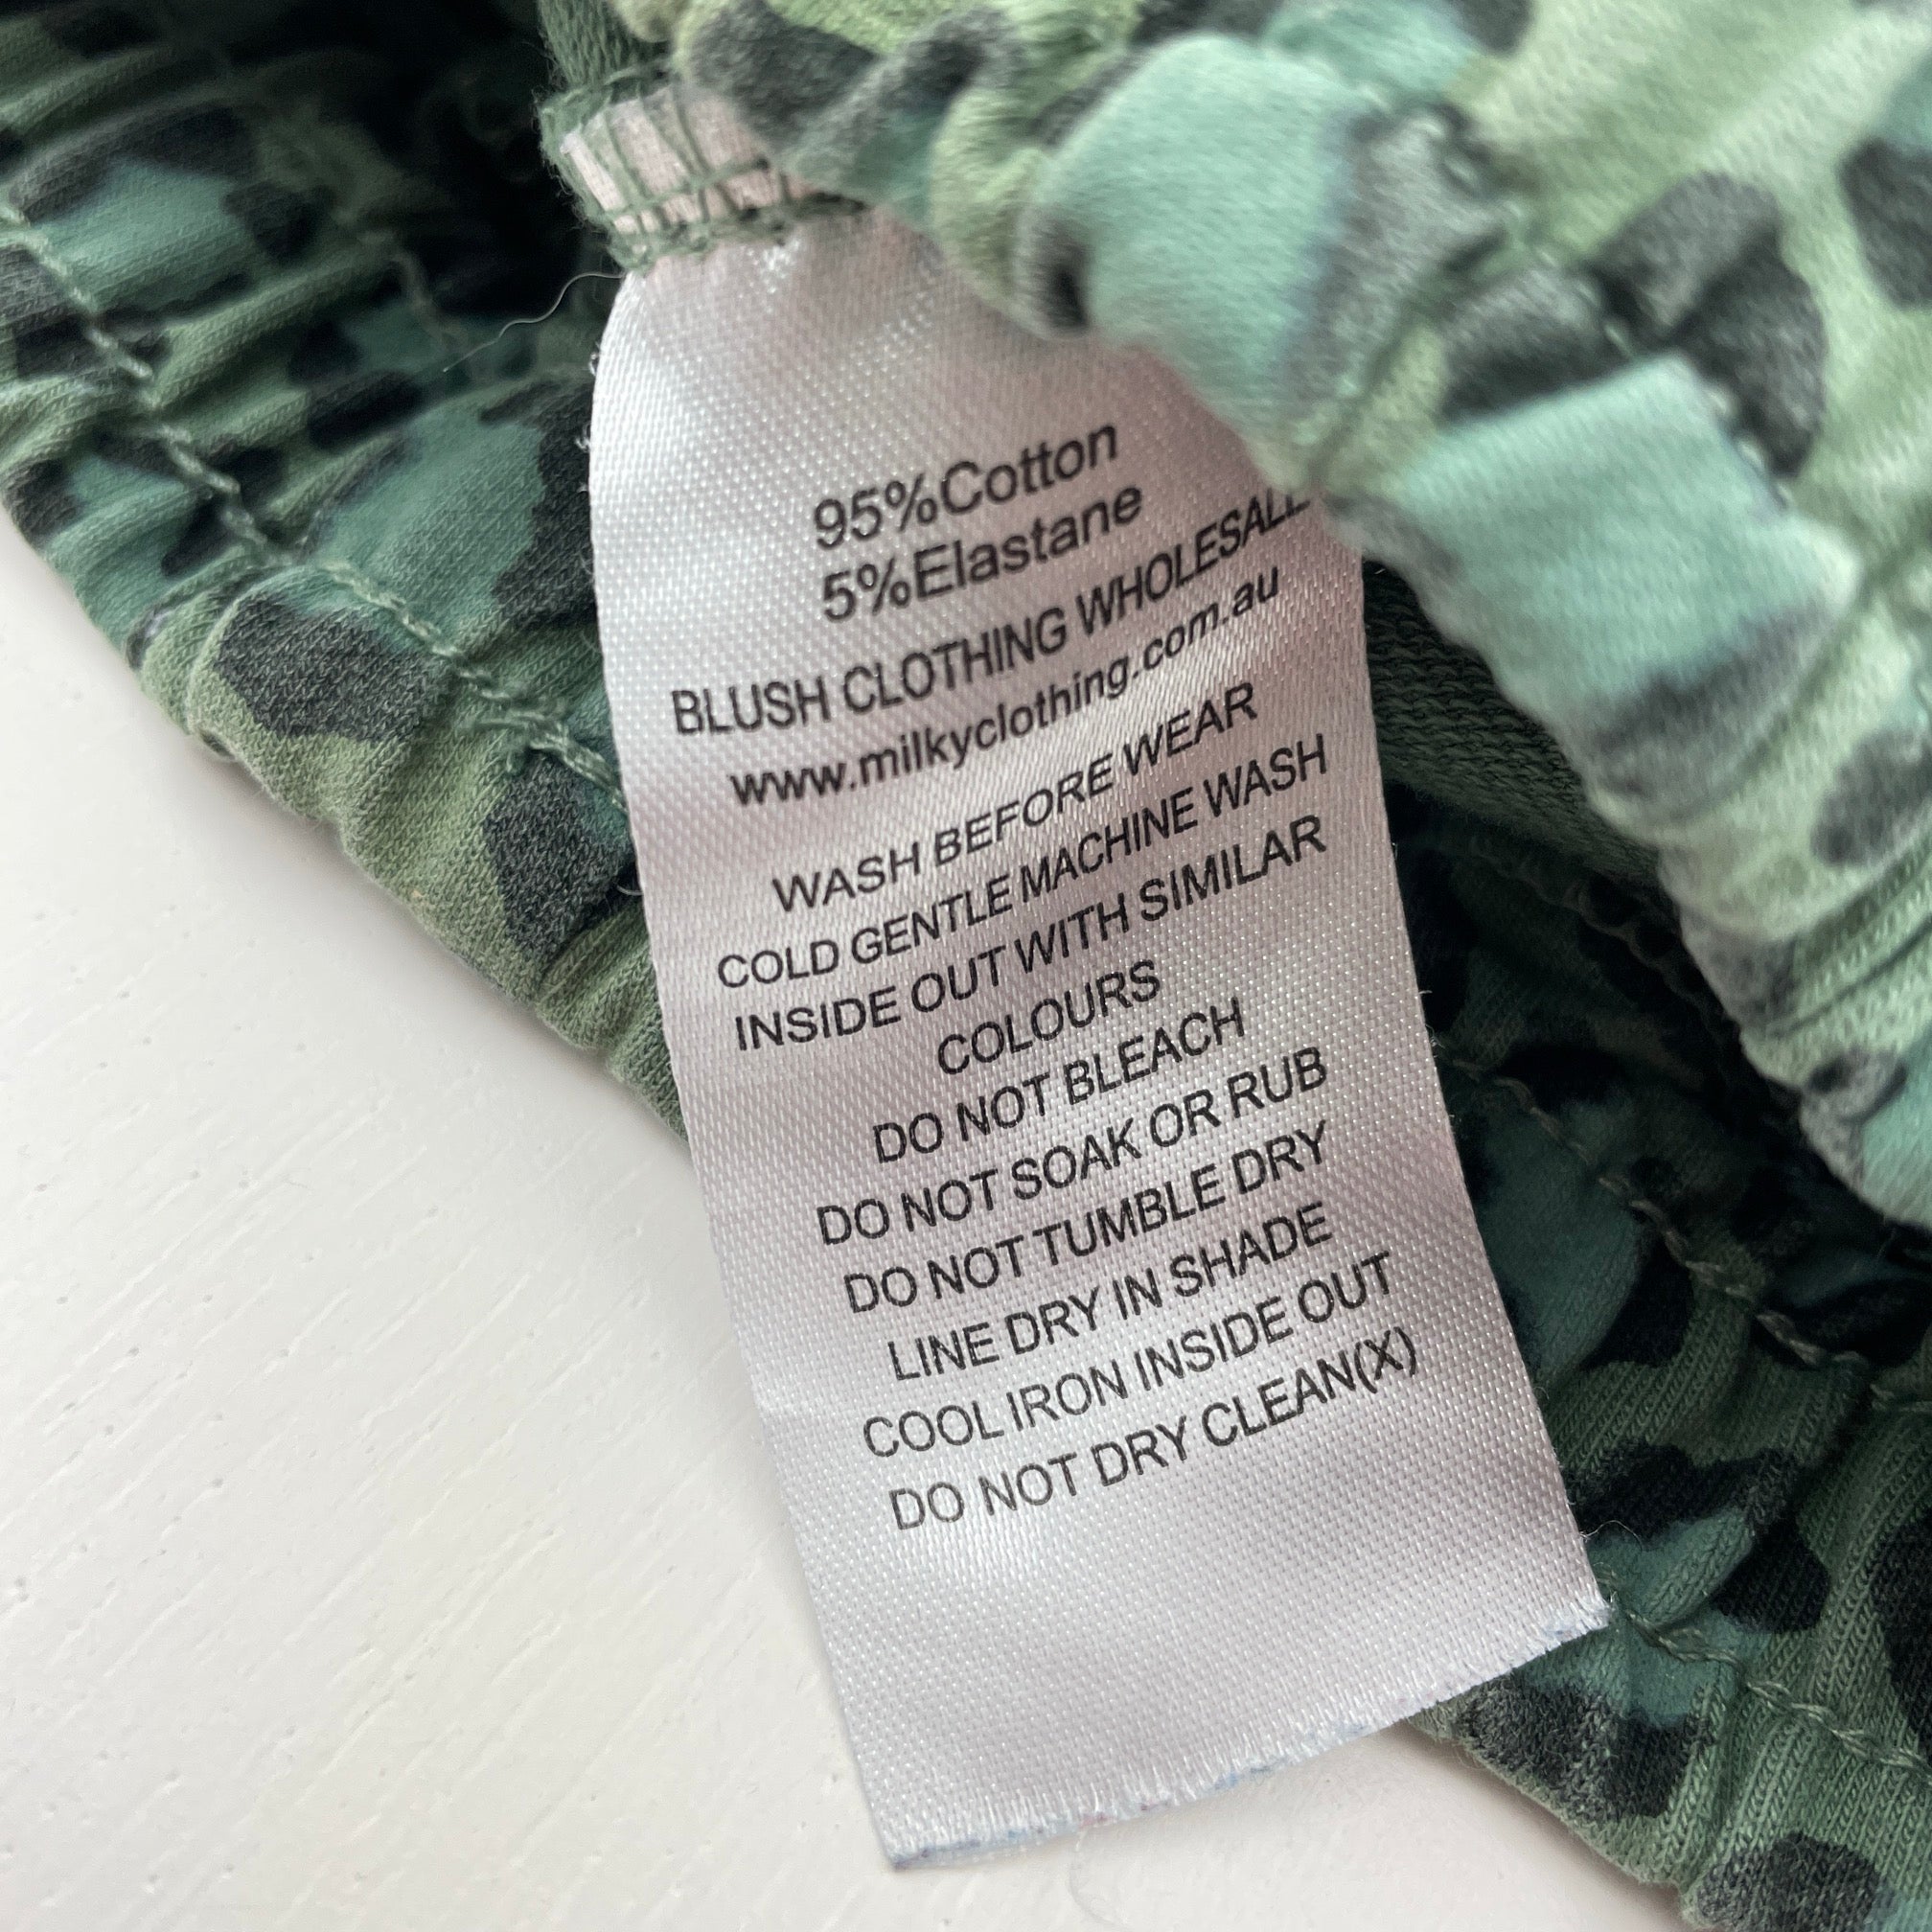 95%Cotton
5%Elastane
BLUSH CLOTHING WHOLESALE
www.milkyclothing.com.au
WASH BEFORE WEAR
COLD GENTLE MACHINE WASH
INSIDE OUT WITH SIMILAR
COLOURS
DO NOT BLEACH
DO NOT SOAK OR RUB
DO NOT TUMBLE DRY
LINE DRY IN SHADE
COOL IRON INSIDE OUT
DO NOT DRY CLEAN(X)